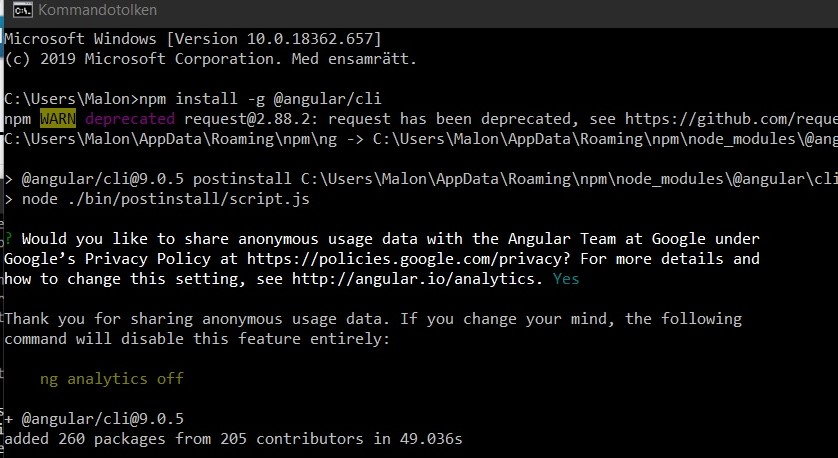 Kommandotolken
Microsoft Windows [Version 10.0.18362.657]
(c) 2019 Microsoft Corporation. Med ensamrätt.
C:\Users\Malon>npm install -g @angular/cli
npm WARN deprecated request@2.88.2: request has been deprecated, see https://github.com/reque
C:\Users\Malon\AppData\Roaming\npm\ng -> C:\Users\Malon\AppData\Roaming\npm\node_modules\@ang
> @angular/cli@9.0.5 postinstall C:\Users\Malon\AppData\Roaming\npm\node_modules\@angular\cli
> node ./bin/postinstall/script.js
? Would you like to share anonymous usage data with the Angular Team at Google under
Google’s Privacy Policy at https://policies.google.com/privacy? For more details and
how to change this setting, see http://angular.io/analytics. Yes
Thank you for sharing anonymous usage data. If you change your mind, the following
command will disable this feature entirely:
ng analytics off
+ @angular/cli@9.0.5
added 260 packages from 205 contributors in 49.036s